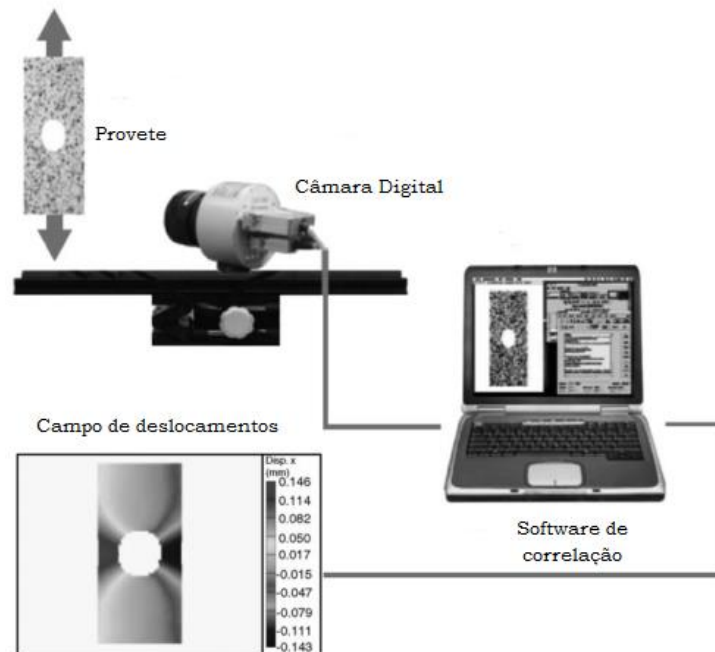 Provete
Câmara Digital
Campo de deslocamentos
Disp. x
(mm)
0.146
0.114
0.082
0.050
0.017
-0.015
-0.047
-0.079
-0.111
-0.143
Software de
correlação